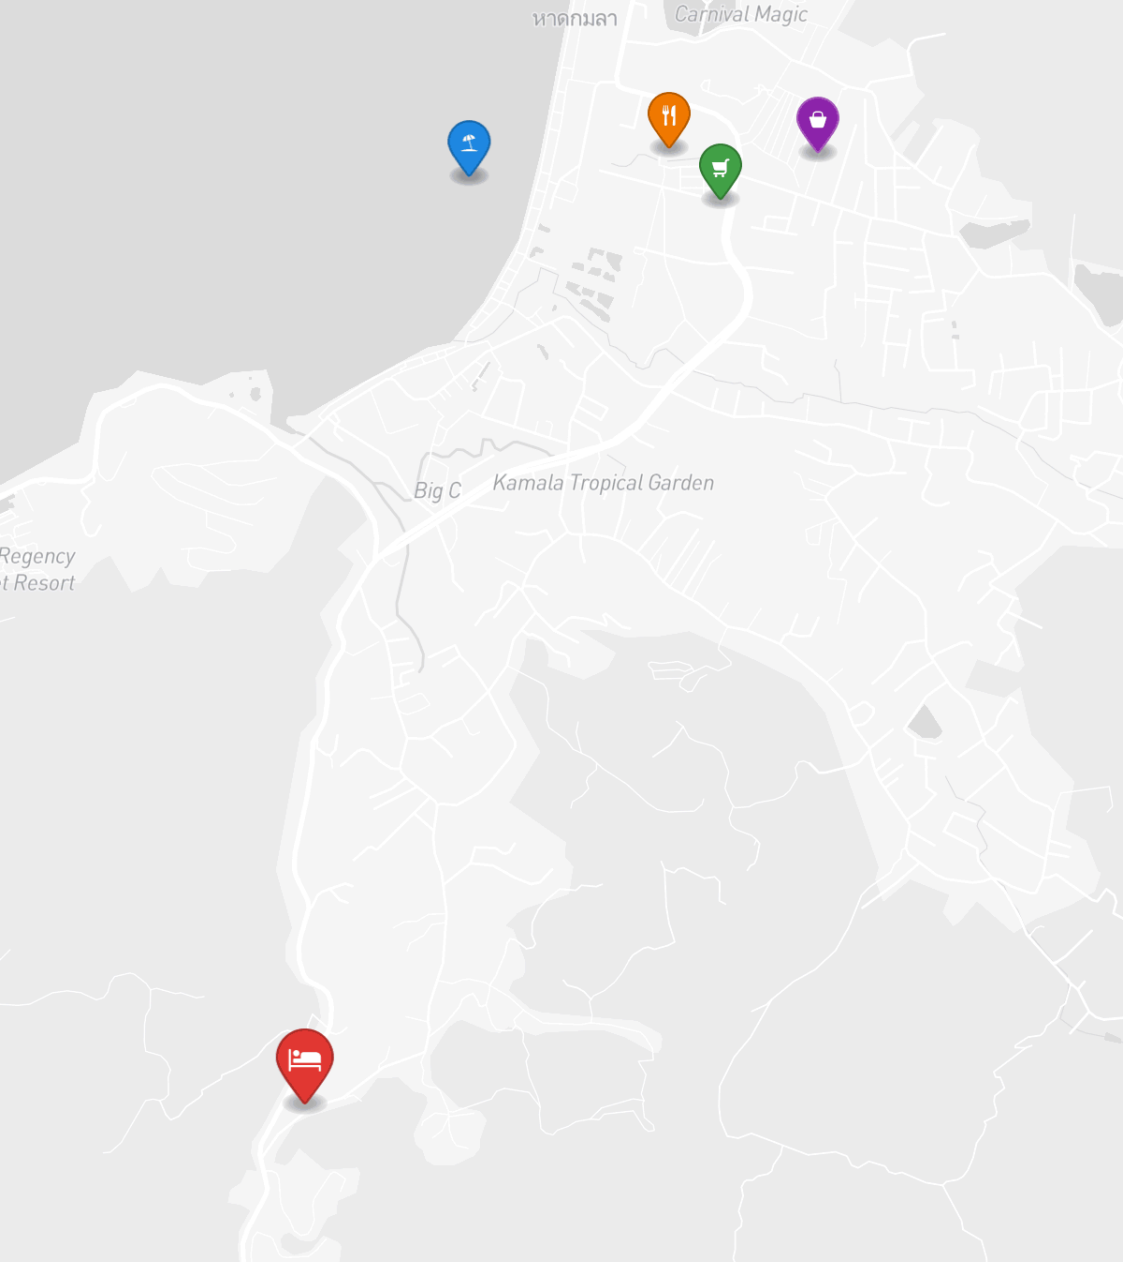 หาดกมลา
Carnival Magic
Big C
Kamala Tropical Garden
Regency
t Resort